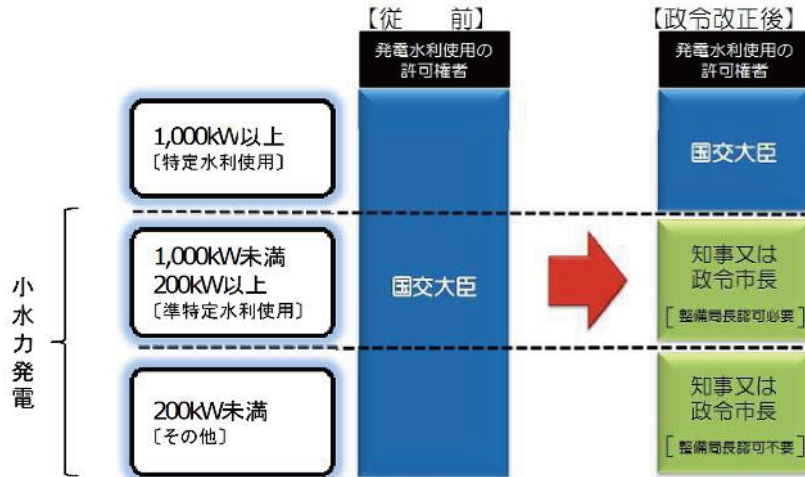 【従　前】
【政令改正後】
発電水利使用の
許可権者
発電水利使用の
許可権者
1,000kW以上
〔特定水利使用〕
国交大臣
小水力発電
1,000kW未満
200kW以上
〔準特定水利使用〕
国交大臣
知事又は
政令市長
[ 整備局長認可必要 ]
200kW未満
〔その他〕
知事又は
政令市長
[ 整備局長認可不要 ]